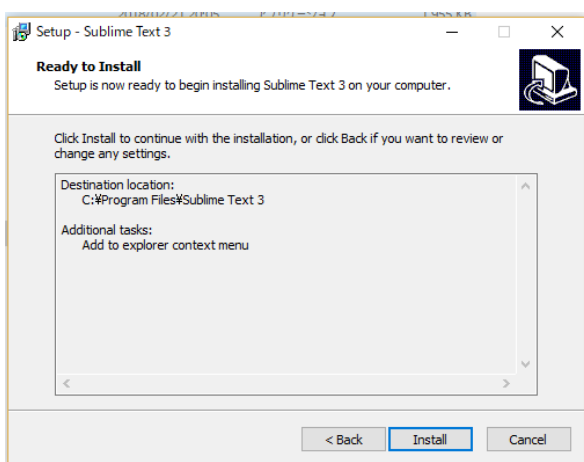 Setup - Sublime Text 3
Ready to Install
Setup is now ready to begin installing Sublime Text 3 on your computer.
Click Install to continue with the installation, or click Back if you want to review or
change any settings.
Destination location:
C:¥Program Files¥Sublime Text 3
Additional tasks:
Add to explorer context menu
< Back
Install
Cancel